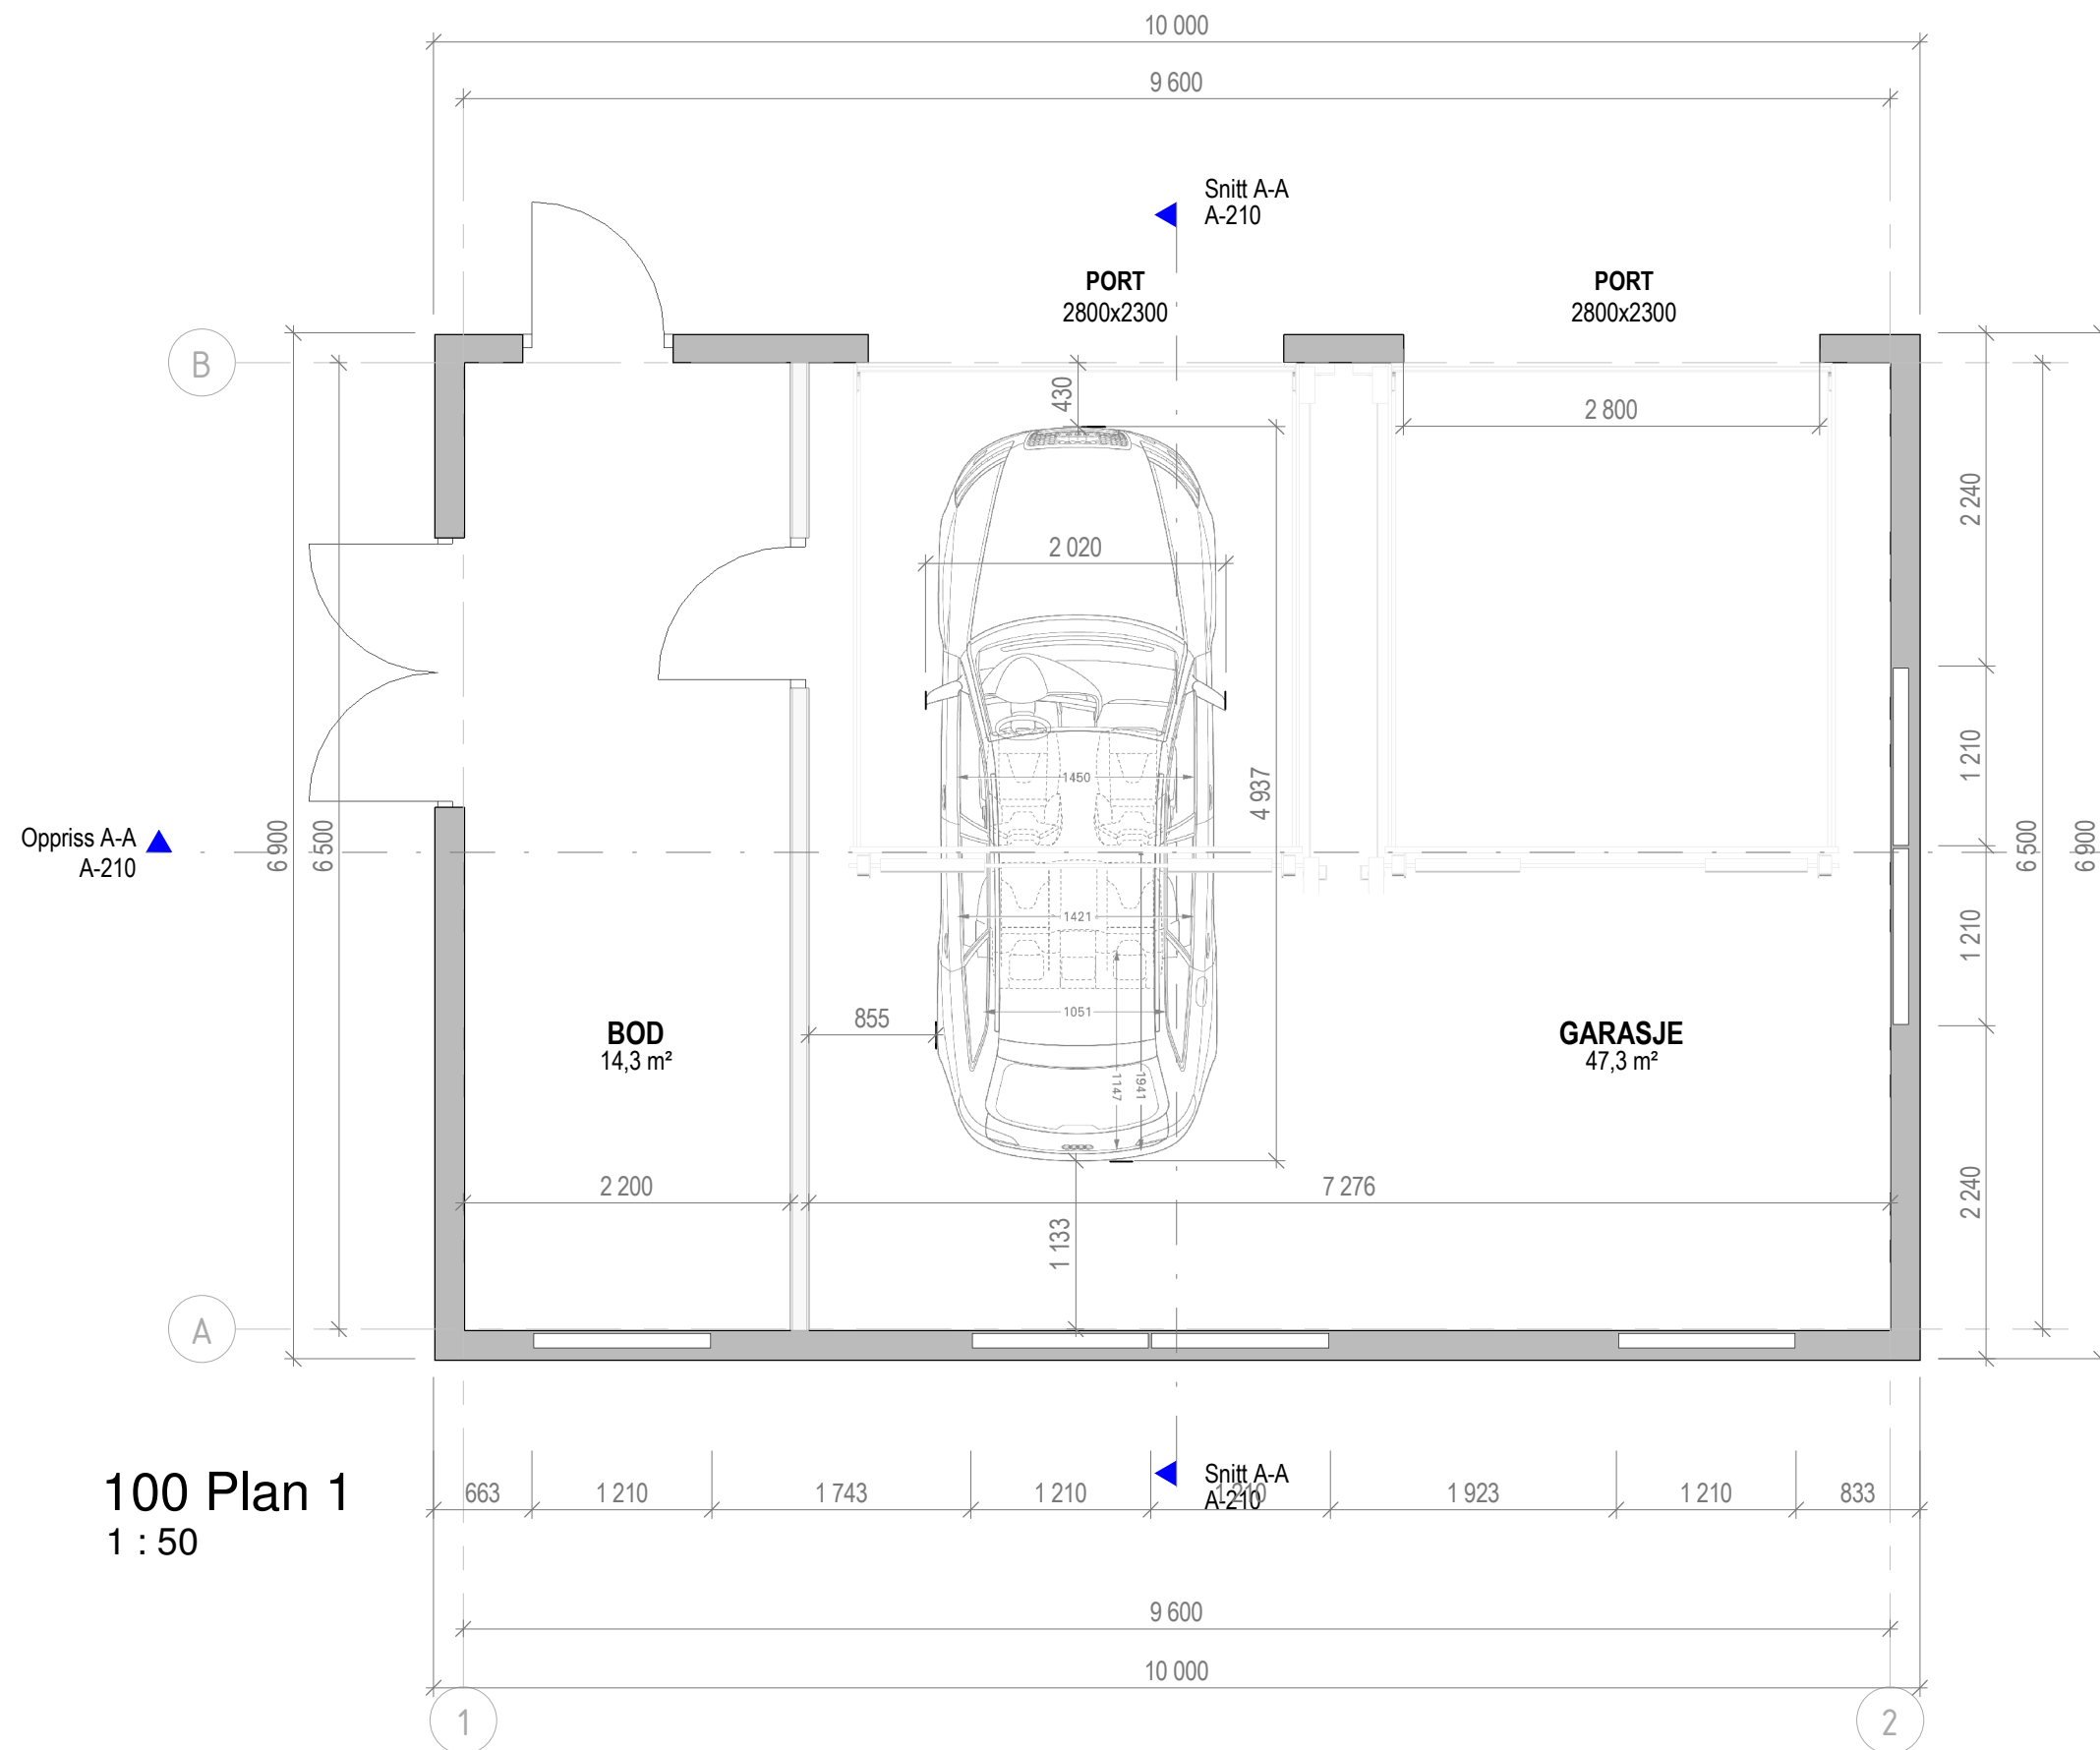 10 000
9 600
Snitt A-A
A-210
PORT
2800x2300
PORT
2800x2300
B
430
2 800
2 240
2 020
1 210
1450
4 937
Oppriss A-A
A-210
6 900
6 500
6 500
6 900
1421
1 210
855
1051
BOD
14,3 m²
GARASJE
47,3 m²
1147
1941
2 200
7 276
2 240
1 133
A
100 Plan 1
1 : 50
Snitt A-A
A-210
663
1 210
1 743
1 210
1 210
1 923
1 210
833
9 600
10 000
1
2